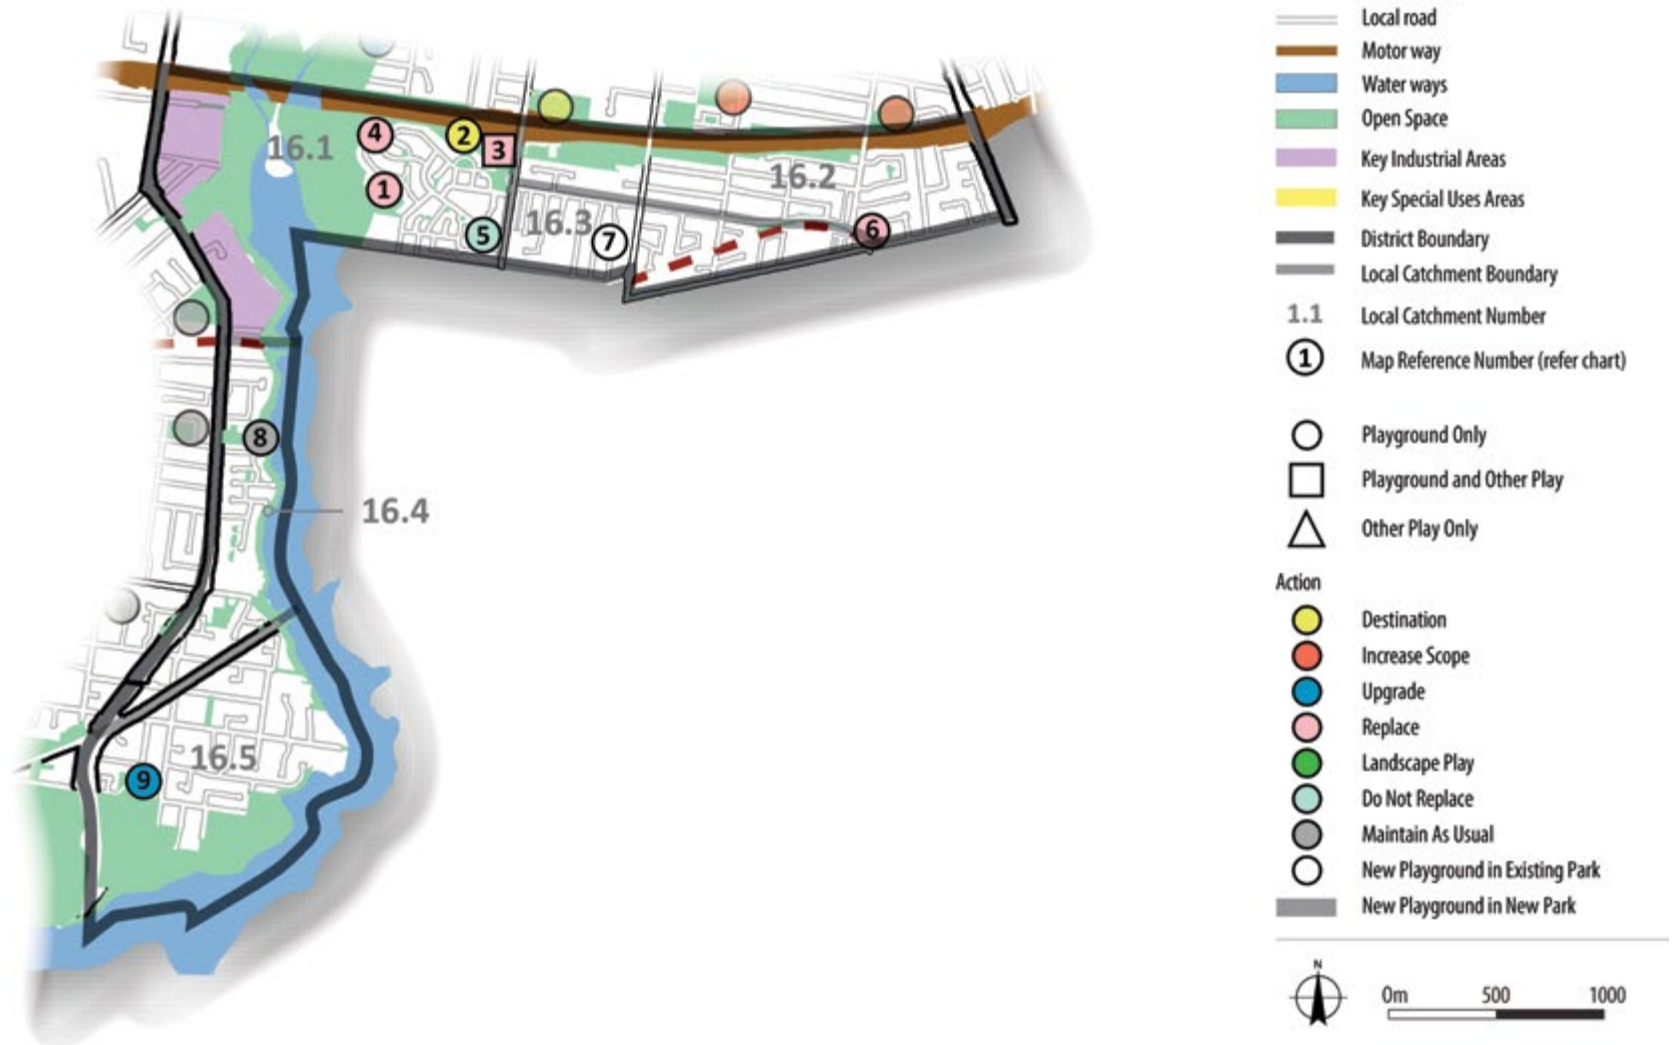 4
2
3
16.1
16.2
1
16.3
5
7
6
8
16.4
16.5
9
Local road
Motor way
Water ways
Open Space
Key Industrial Areas
Key Special Uses Areas
District Boundary
Local Catchment Boundary
1.1 Local Catchment Number
1 Map Reference Number (refer chart)
Playground Only
Playground and Other Play
Other Play Only
Action
Destination
Increase Scope
Upgrade
Replace
Landscape Play
Do Not Replace
Maintain As Usual
New Playground in Existing Park
New Playground in New Park
N
0m 500 1000